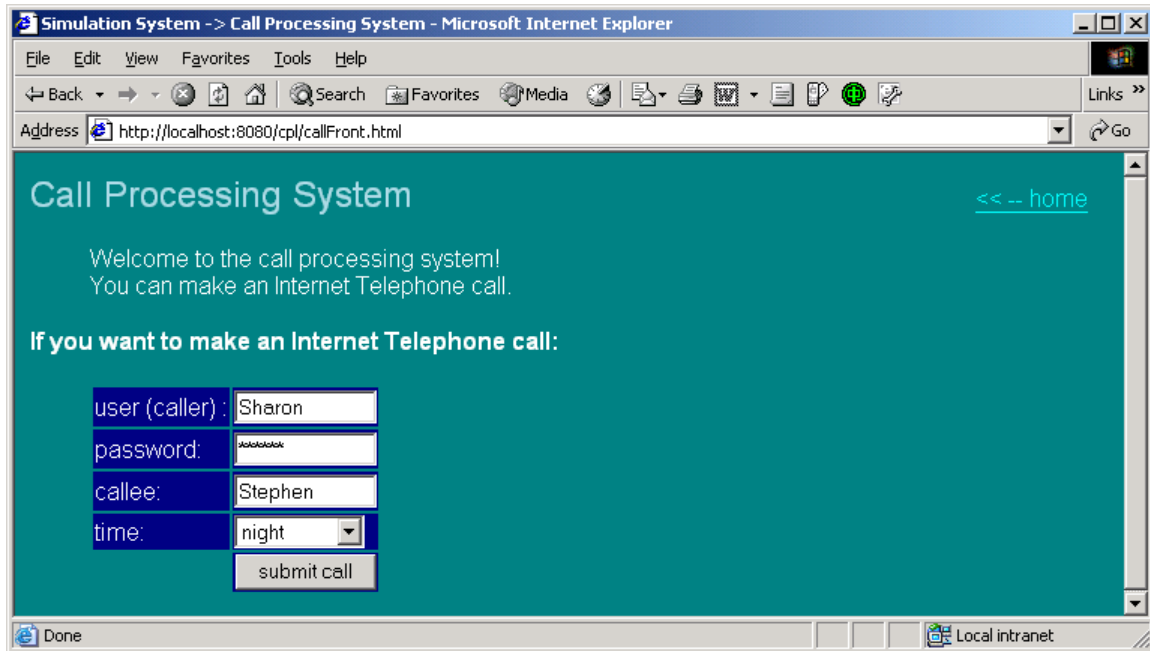 Simulation System -> Call Processing System - Microsoft Internet Explorer
File Edit View Favorites Tools Help
Back Search Favorites Media Links »
Address http://localhost:8080/cpl/callFront.html Go
Call Processing System << -- home
Welcome to the call processing system!
You can make an Internet Telephone call.
If you want to make an Internet Telephone call:
user (caller) : Sharon
password: *******
callee: Stephen
time: night
submit call
Done Local intranet